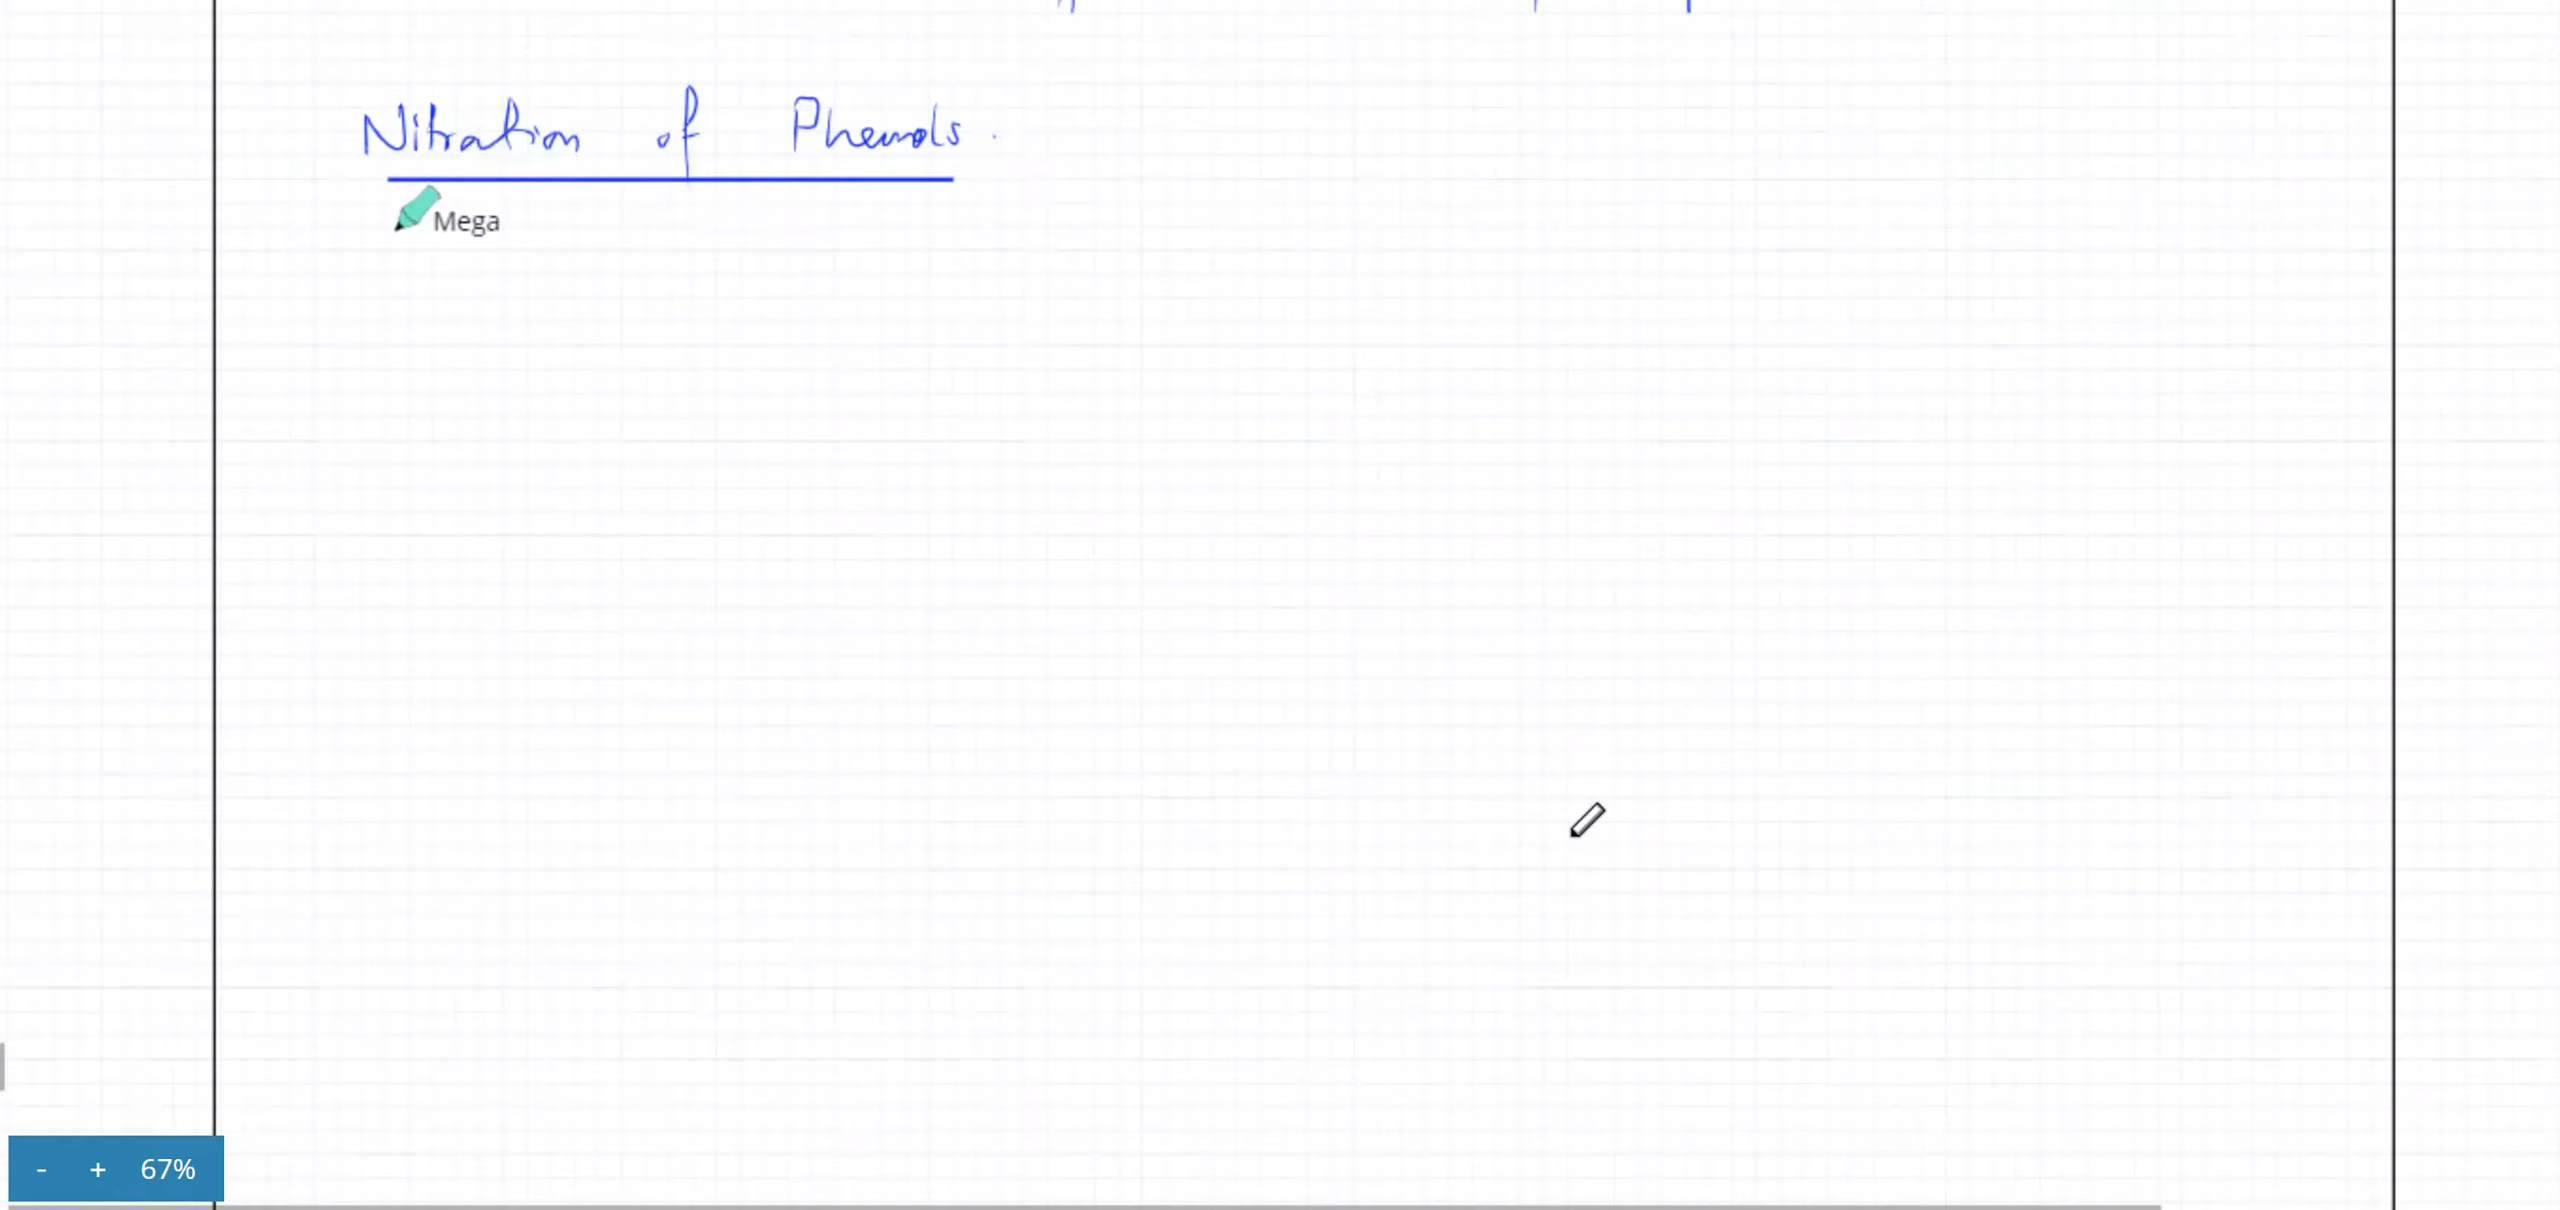 Nitration of Phenols.
Mega
- + 67%